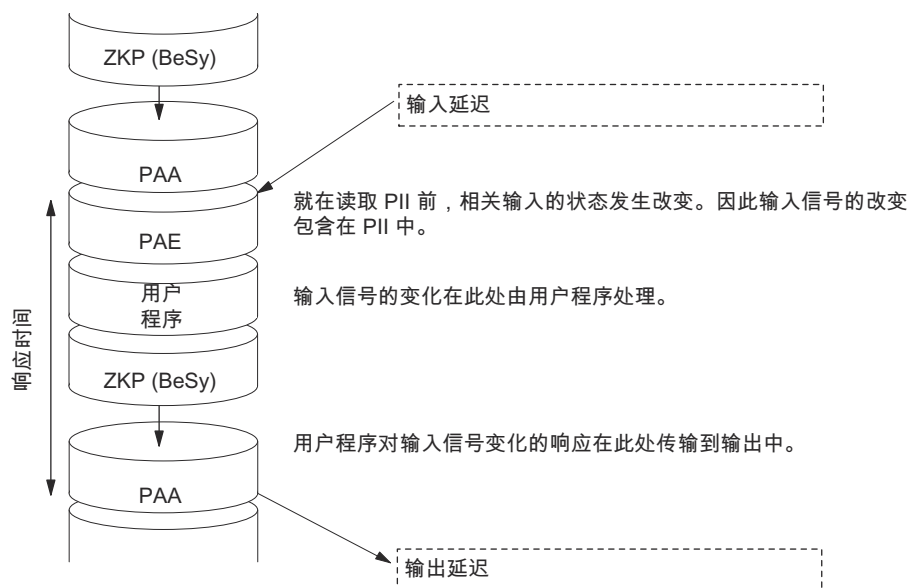 ZKP (BeSy)
输入延迟
PAA
就在读取 PII 前，相关输入的状态发生改变。因此输入信号的改变
包含在 PII 中。
PAE
用户
程序
输入信号的变化在此处由用户程序处理。
响应时间
ZKP (BeSy)
用户程序对输入信号变化的响应在此处传输到输出中。
PAA
输出延迟